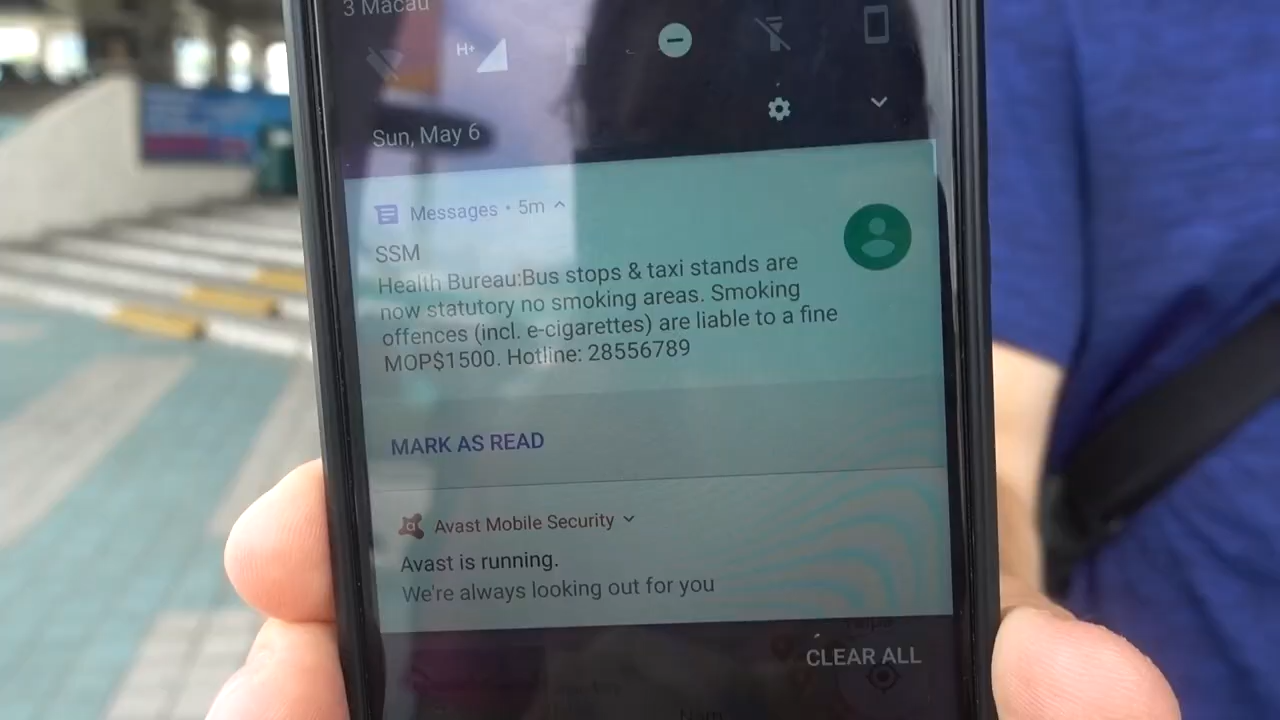 3 Macau
H+
Sun, May 6
Messages • 5m
SSM
Health Bureau:Bus stops & taxi stands are
now statutory no smoking areas. Smoking
offences (incl. e-cigarettes) are liable to a fine
MOP$1500. Hotline: 28556789
MARK AS READ
Avast Mobile Security
Avast is running.
We're always looking out for you
CLEAR ALL